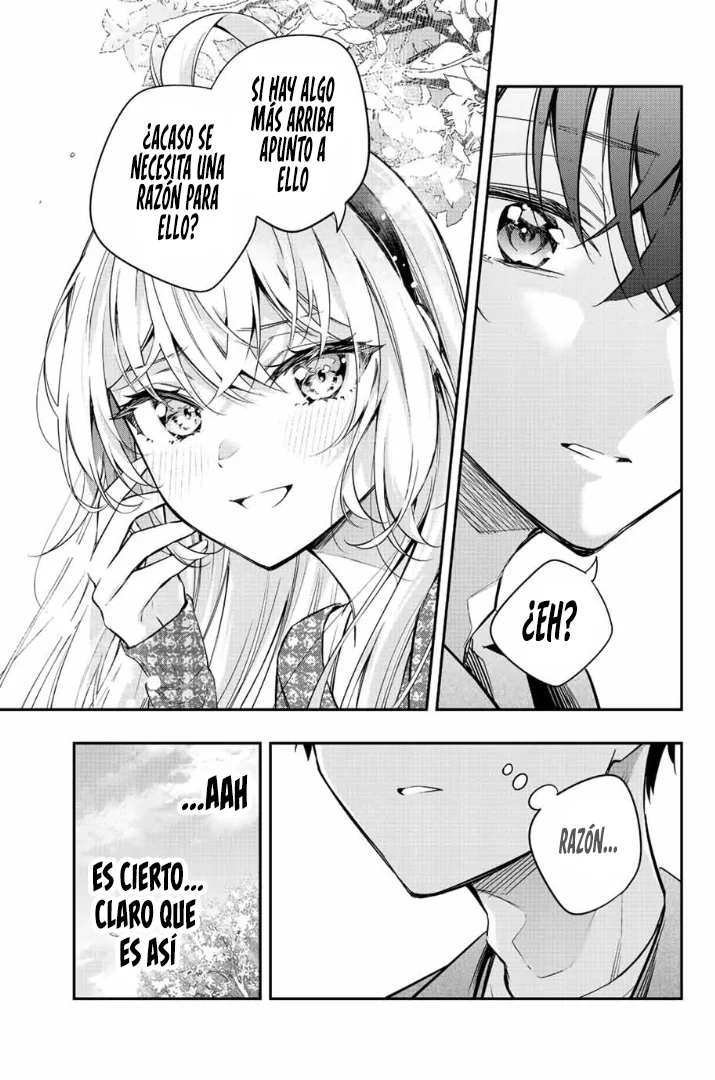 ¿EH?
SI HAY ALGO
MÁS ARRIBA
APUNTO A
ELLO
¿ACASO SE
NECESITA UNA
RAZÓN PARA
ELLO?
RAZÓN...
...AAH
ES CIERTO...
CLARO QUE
ES ASÍ